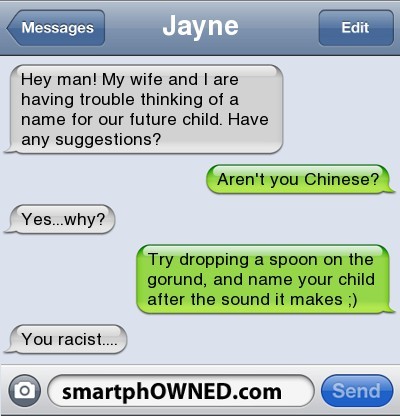 Messages Jayne Edit
Hey man! My wife and I are
having trouble thinking of a
name for our future child. Have
any suggestions?
Aren't you Chinese?
Yes...why?
Try dropping a spoon on the
gorund, and name your child
after the sound it makes ;)
You racist....
smartphOWNED.com Send